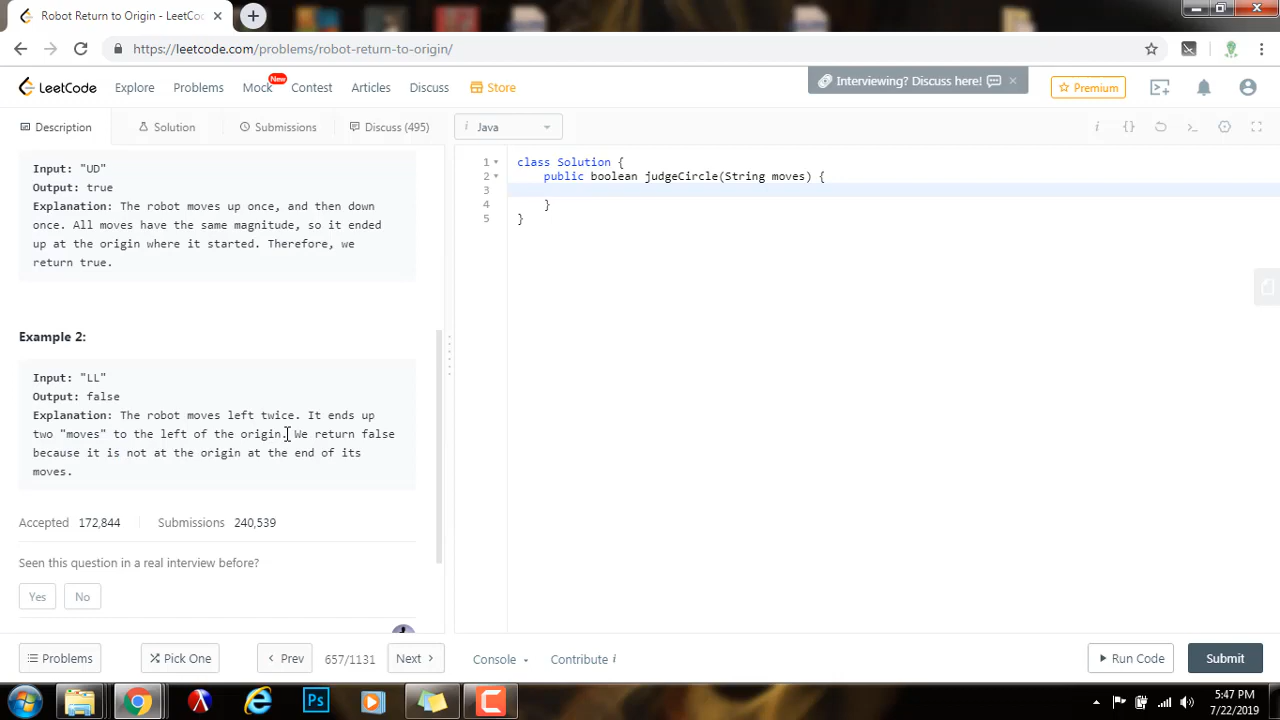 Robot Return to Origin - LeetCo
https://leetcode.com/problems/robot-return-to-origin/
LeetCode
Explore
Problems
Mock
New
Contest
Articles
Discuss
Store
Interviewing? Discuss here!
Premium
Description
Solution
Submissions
Discuss (495)
i Java
Input: "UD"
Output: true
Explanation: The robot moves up once, and then down
once. All moves have the same magnitude, so it ended
up at the origin where it started. Therefore, we
return true.
Example 2:
Input: "LL"
Output: false
Explanation: The robot moves left twice. It ends up
two "moves" to the left of the origin. We return false
because it is not at the origin at the end of its
moves.
Accepted 172,844 Submissions 240,539
Seen this question in a real interview before?
Yes No
1 class Solution {
2 public boolean judgeCircle(String moves) {
3
4 }
5 }
Problems
Pick One
Prev
657/1131
Next
Console
Contribute i
Run Code
Submit
Ps
5:47 PM
7/22/2019